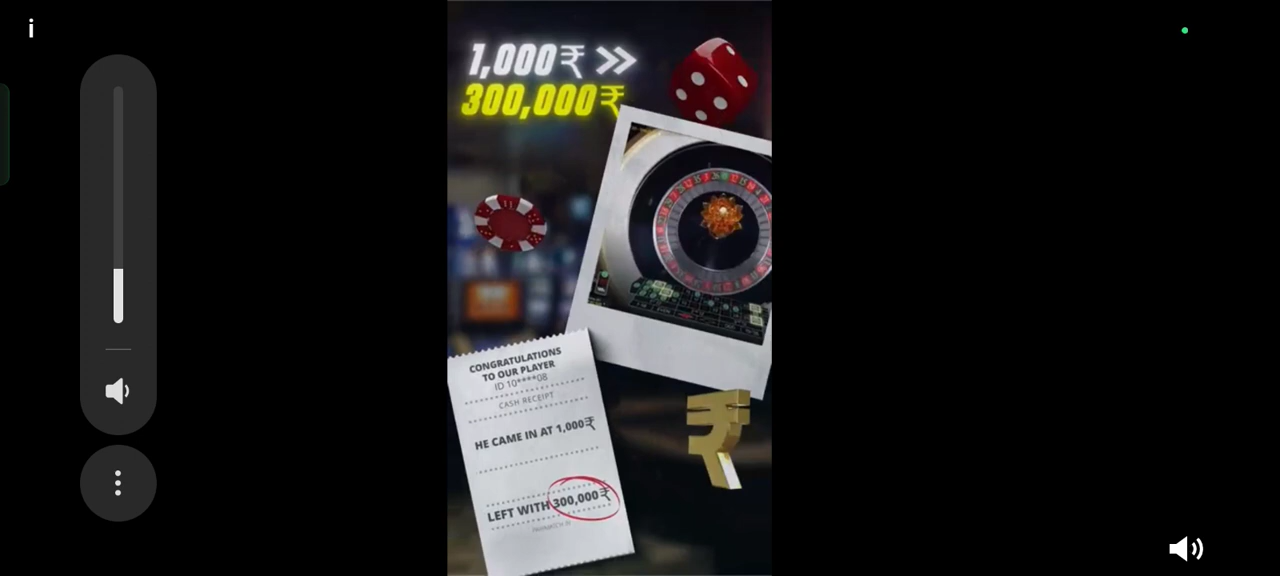 i
1,000₹ >>
300,000₹
CONGRATULATIONS
TO OUR PLAYER
ID 10****08
CASH RECEIPT
HE CAME IN AT 1,000₹
LEFT WITH 300,000₹